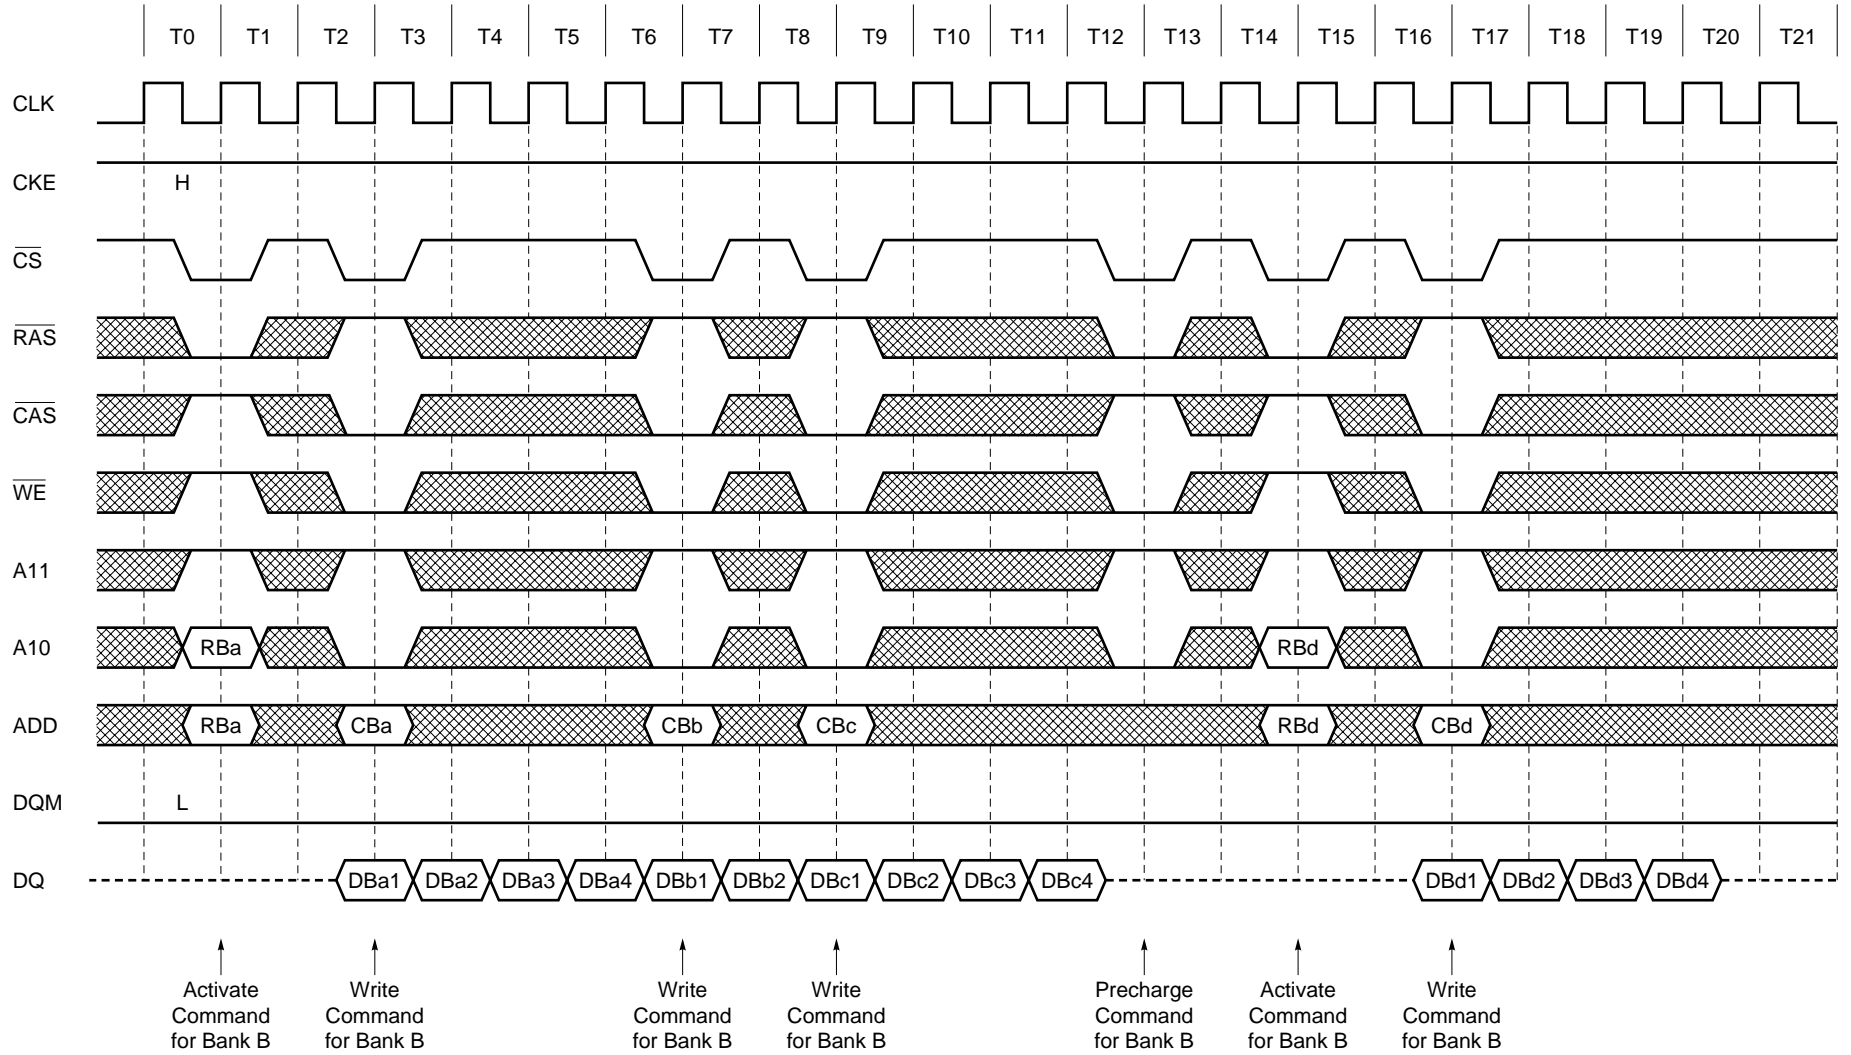 T0 T1 T2 T3 T4 T5 T6 T7 T8 T9 T10 T11 T12 T13 T14 T15 T16 T17 T18 T19 T20 T21
CLK
CKE H
CS
RAS
CAS
WE
A11
A10 RBa RBd
ADD RBa CBa CBb CBc RBd CBd
DQM L
DQ DBa1 DBa2 DBa3 DBa4 DBb1 DBb2 DBc1 DBc2 DBc3 DBc4 DBd1 DBd2 DBd3 DBd4
Activate
Command
for Bank B
Write
Command
for Bank B
Write
Command
for Bank B
Write
Command
for Bank B
Precharge
Command
for Bank B
Activate
Command
for Bank B
Write
Command
for Bank B